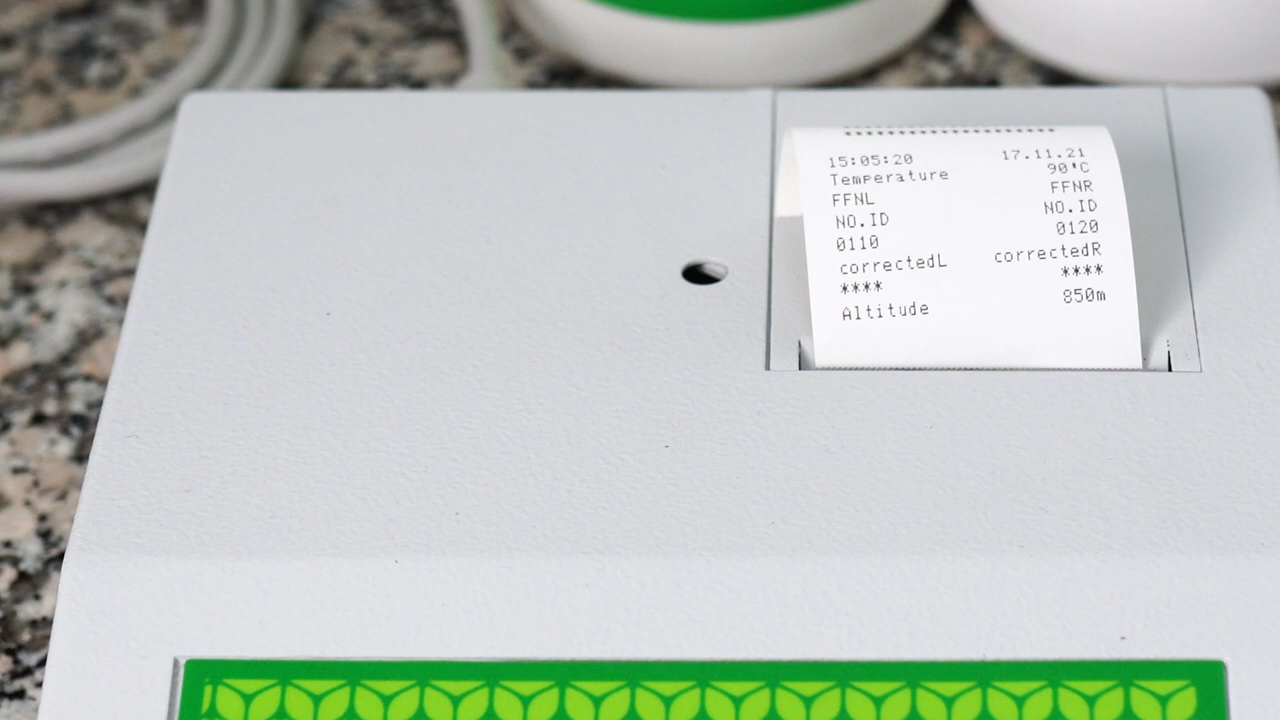 ********************
15:05:20 17.11.21
Temperature 90'C
FFNL FFNR
NO.ID NO.ID
0110 0120
correctedL correctedR
**** ****
Altitude 850m